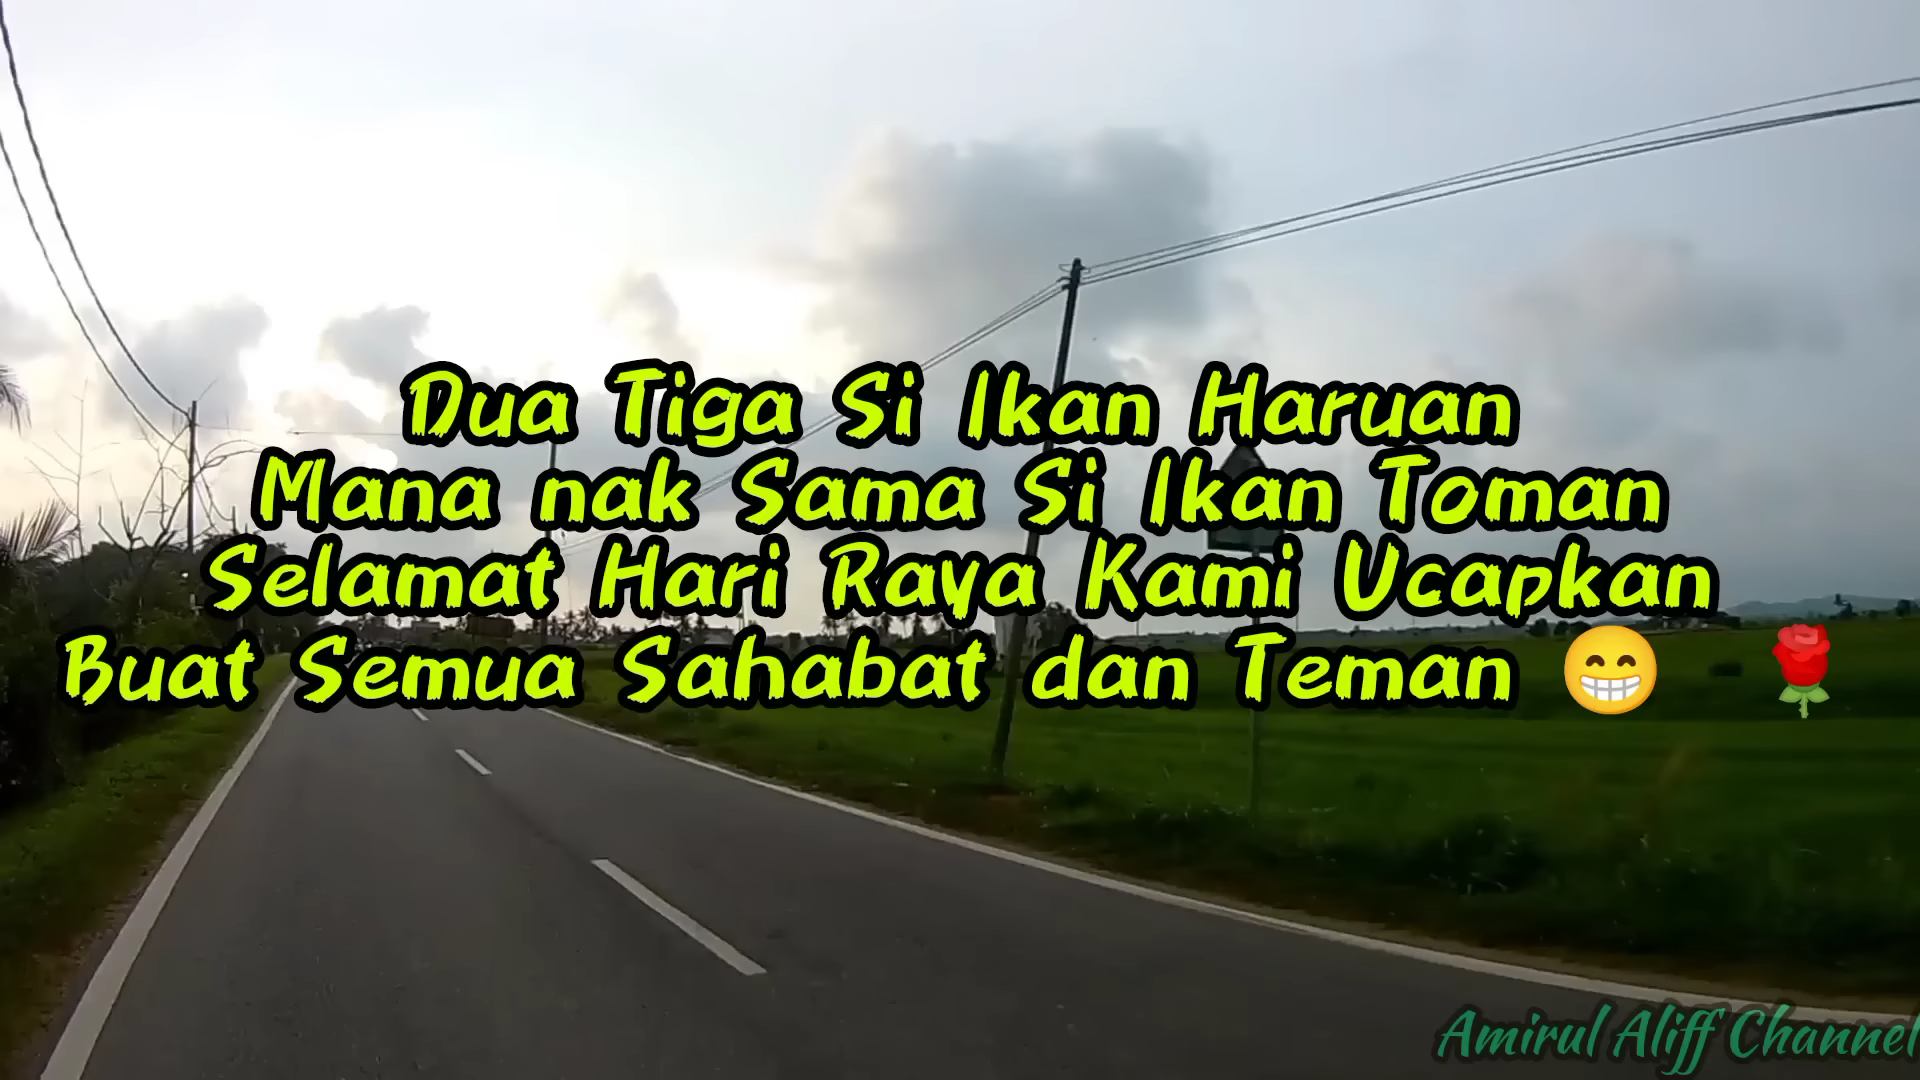 Dua Tiga Si Ikan Haruan
Mana nak Sama Si Ikan Toman
Selamat Hari Raya Kami Ucapkan
Buat Semua Sahabat dan Teman 😁 🌹
Amirul Aliff Channel